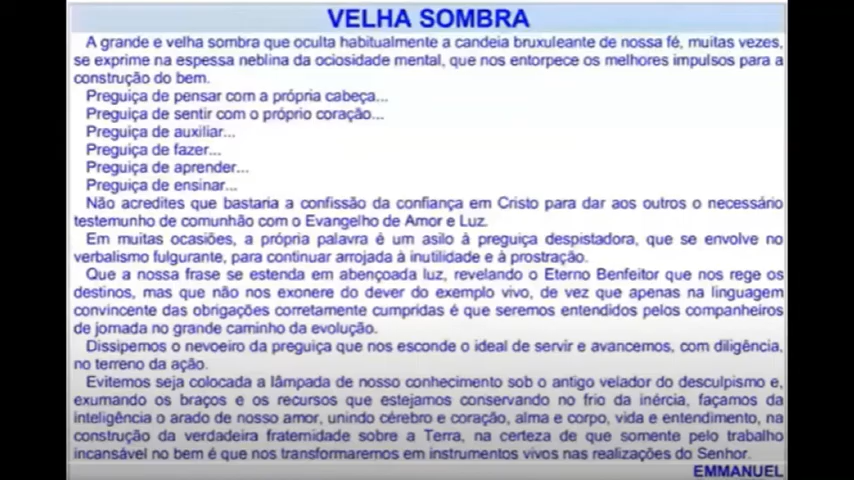 VELHA SOMBRA
A grande e velha sombra que oculta habitualmente a candeia bruxuleante de nossa fé, muitas vezes,
se exprime na espessa neblina da ociosidade mental, que nos entorpece os melhores impulsos para a
construção do bem.
Preguiça de pensar com a própria cabeça...
Preguiça de sentir com o próprio coração...
Preguiça de auxiliar...
Preguiça de fazer...
Preguiça de aprender...
Preguiça de ensinar...
Não acredites que bastaria a confissão da confiança em Cristo para dar aos outros o necessário
testemunho de comunhão com o Evangelho de Amor e Luz.
Em muitas ocasiões, a própria palavra é um asilo à preguiça despistadora, que se envolve no
verbalismo fulgurante, para continuar arrojada à inutilidade e à prostração.
Que a nossa frase se estenda em abençoada luz, revelando o Eterno Benfeitor que nos rege os
destinos, mas que não nos exonere do dever do exemplo vivo, de vez que apenas na linguagem
convincente das obrigações corretamente cumpridas é que seremos entendidos pelos companheiros
de jornada no grande caminho da evolução.
Dissipemos o nevoeiro da preguiça que nos esconde o ideal de servir e avancemos, com diligência,
no terreno da ação.
Evitemos seja colocada a lâmpada de nosso conhecimento sob o antigo velador do desculpismo e,
exumando os braços e os recursos que estejamos conservando no frio da inércia, façamos da
inteligência o arado de nosso amor, unindo cérebro e coração, alma e corpo, vida e entendimento, na
construção da verdadeira fraternidade sobre a Terra, na certeza de que somente pelo trabalho
incansável no bem é que nos transformaremos em instrumentos vivos nas realizações do Senhor.
EMMANUEL